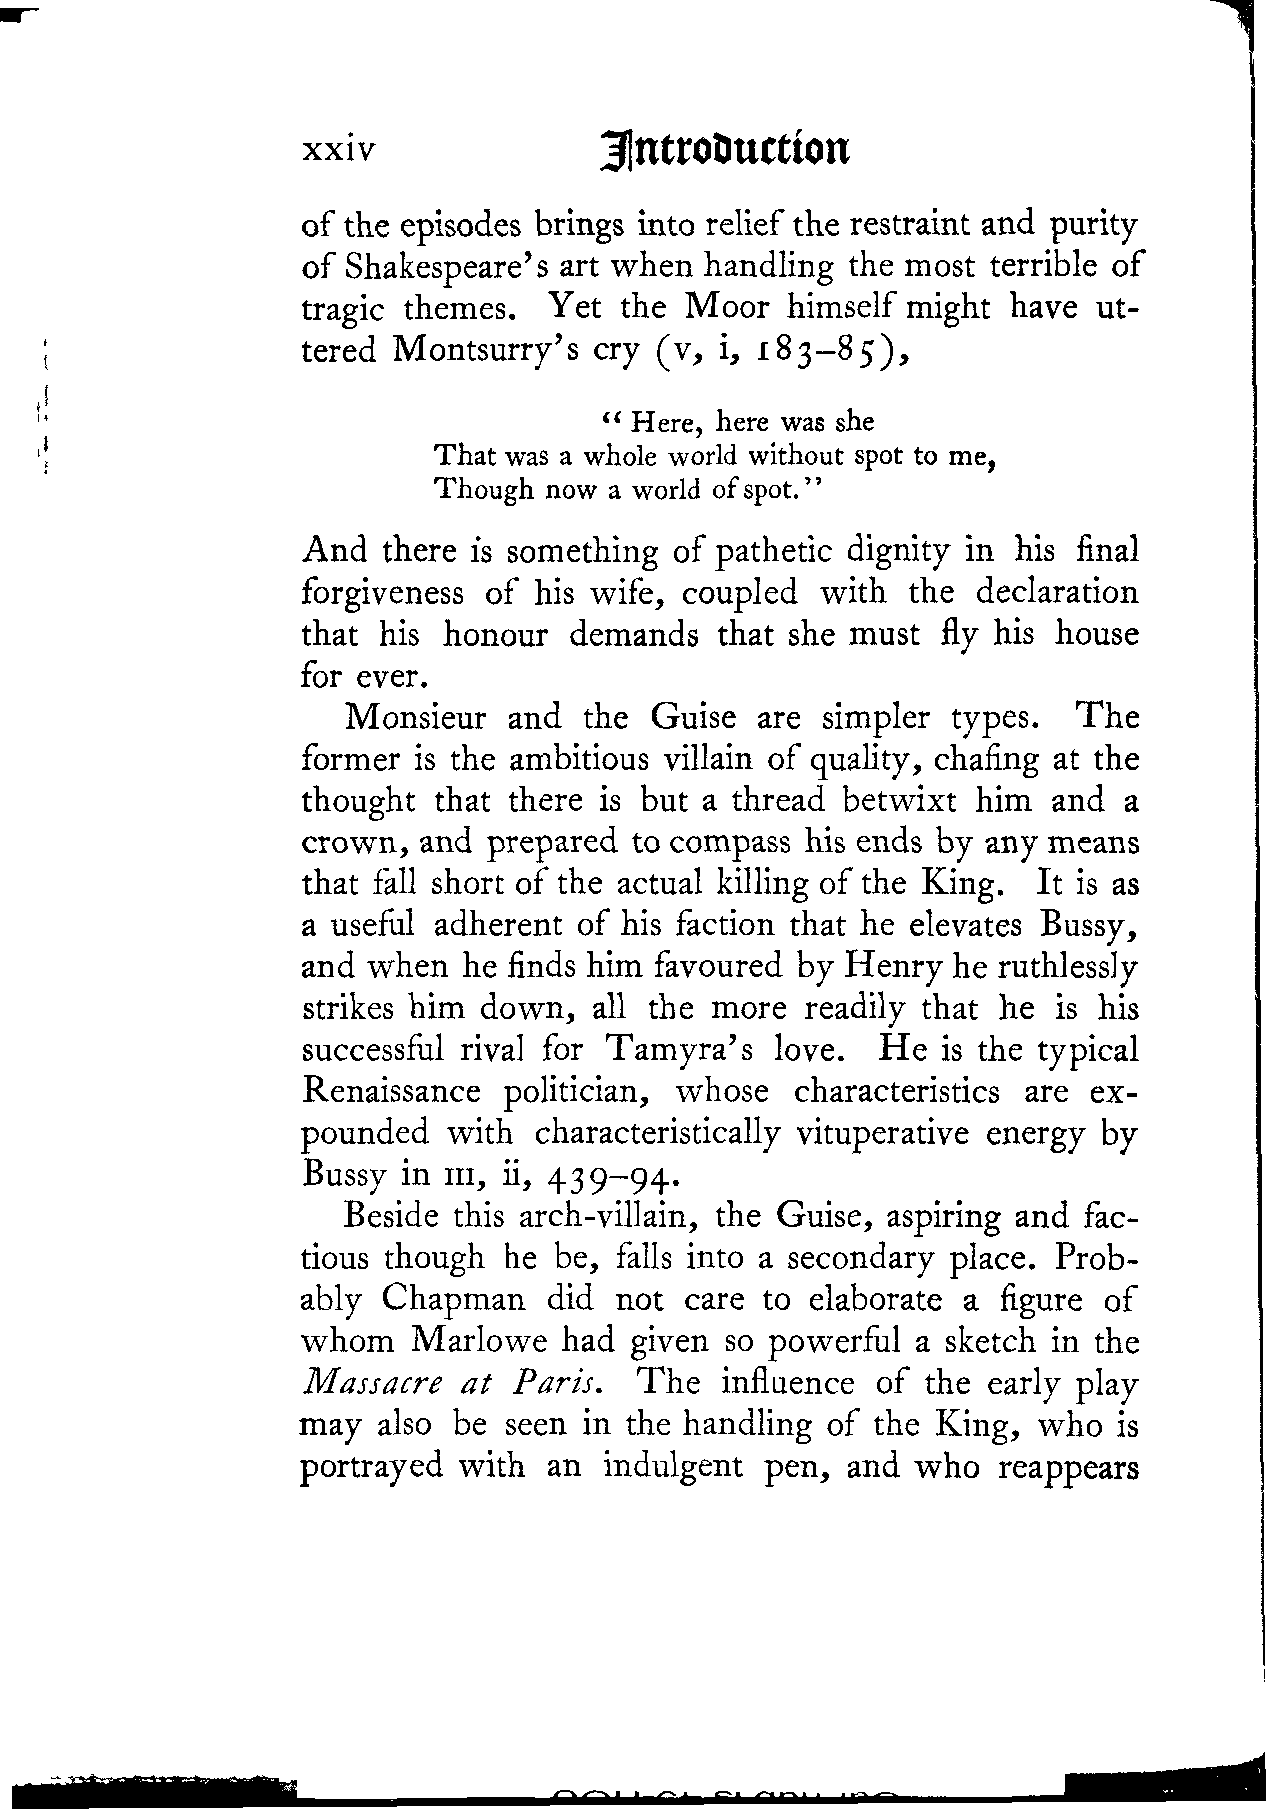 xxiv Introduction
of the episodes brings into relief the restraint and purity
of Shakespeare's art when handling the most terrible of
tragic themes. Yet the Moor himself might have ut-
tered Montsurry's cry (v, i, 183–85),
“ Here, here was she
That was a whole world without spot to me,
Though now a world of spot.”
And there is something of pathetic dignity in his final
forgiveness of his wife, coupled with the declaration
that his honour demands that she must fly his house
for ever.
Monsieur and the Guise are simpler types. The
former is the ambitious villain of quality, chafing at the
thought that there is but a thread betwixt him and a
crown, and prepared to compass his ends by any means
that fall short of the actual killing of the King. It is as
a useful adherent of his faction that he elevates Bussy,
and when he finds him favoured by Henry he ruthlessly
strikes him down, all the more readily that he is his
successful rival for Tamyra's love. He is the typical
Renaissance politician, whose characteristics are ex-
pounded with characteristically vituperative energy by
Bussy in III, ii, 439–94.
Beside this arch-villain, the Guise, aspiring and fac-
tious though he be, falls into a secondary place. Prob-
ably Chapman did not care to elaborate a figure of
whom Marlowe had given so powerful a sketch in the
Massacre at Paris. The influence of the early play
may also be seen in the handling of the King, who is
portrayed with an indulgent pen, and who reappears